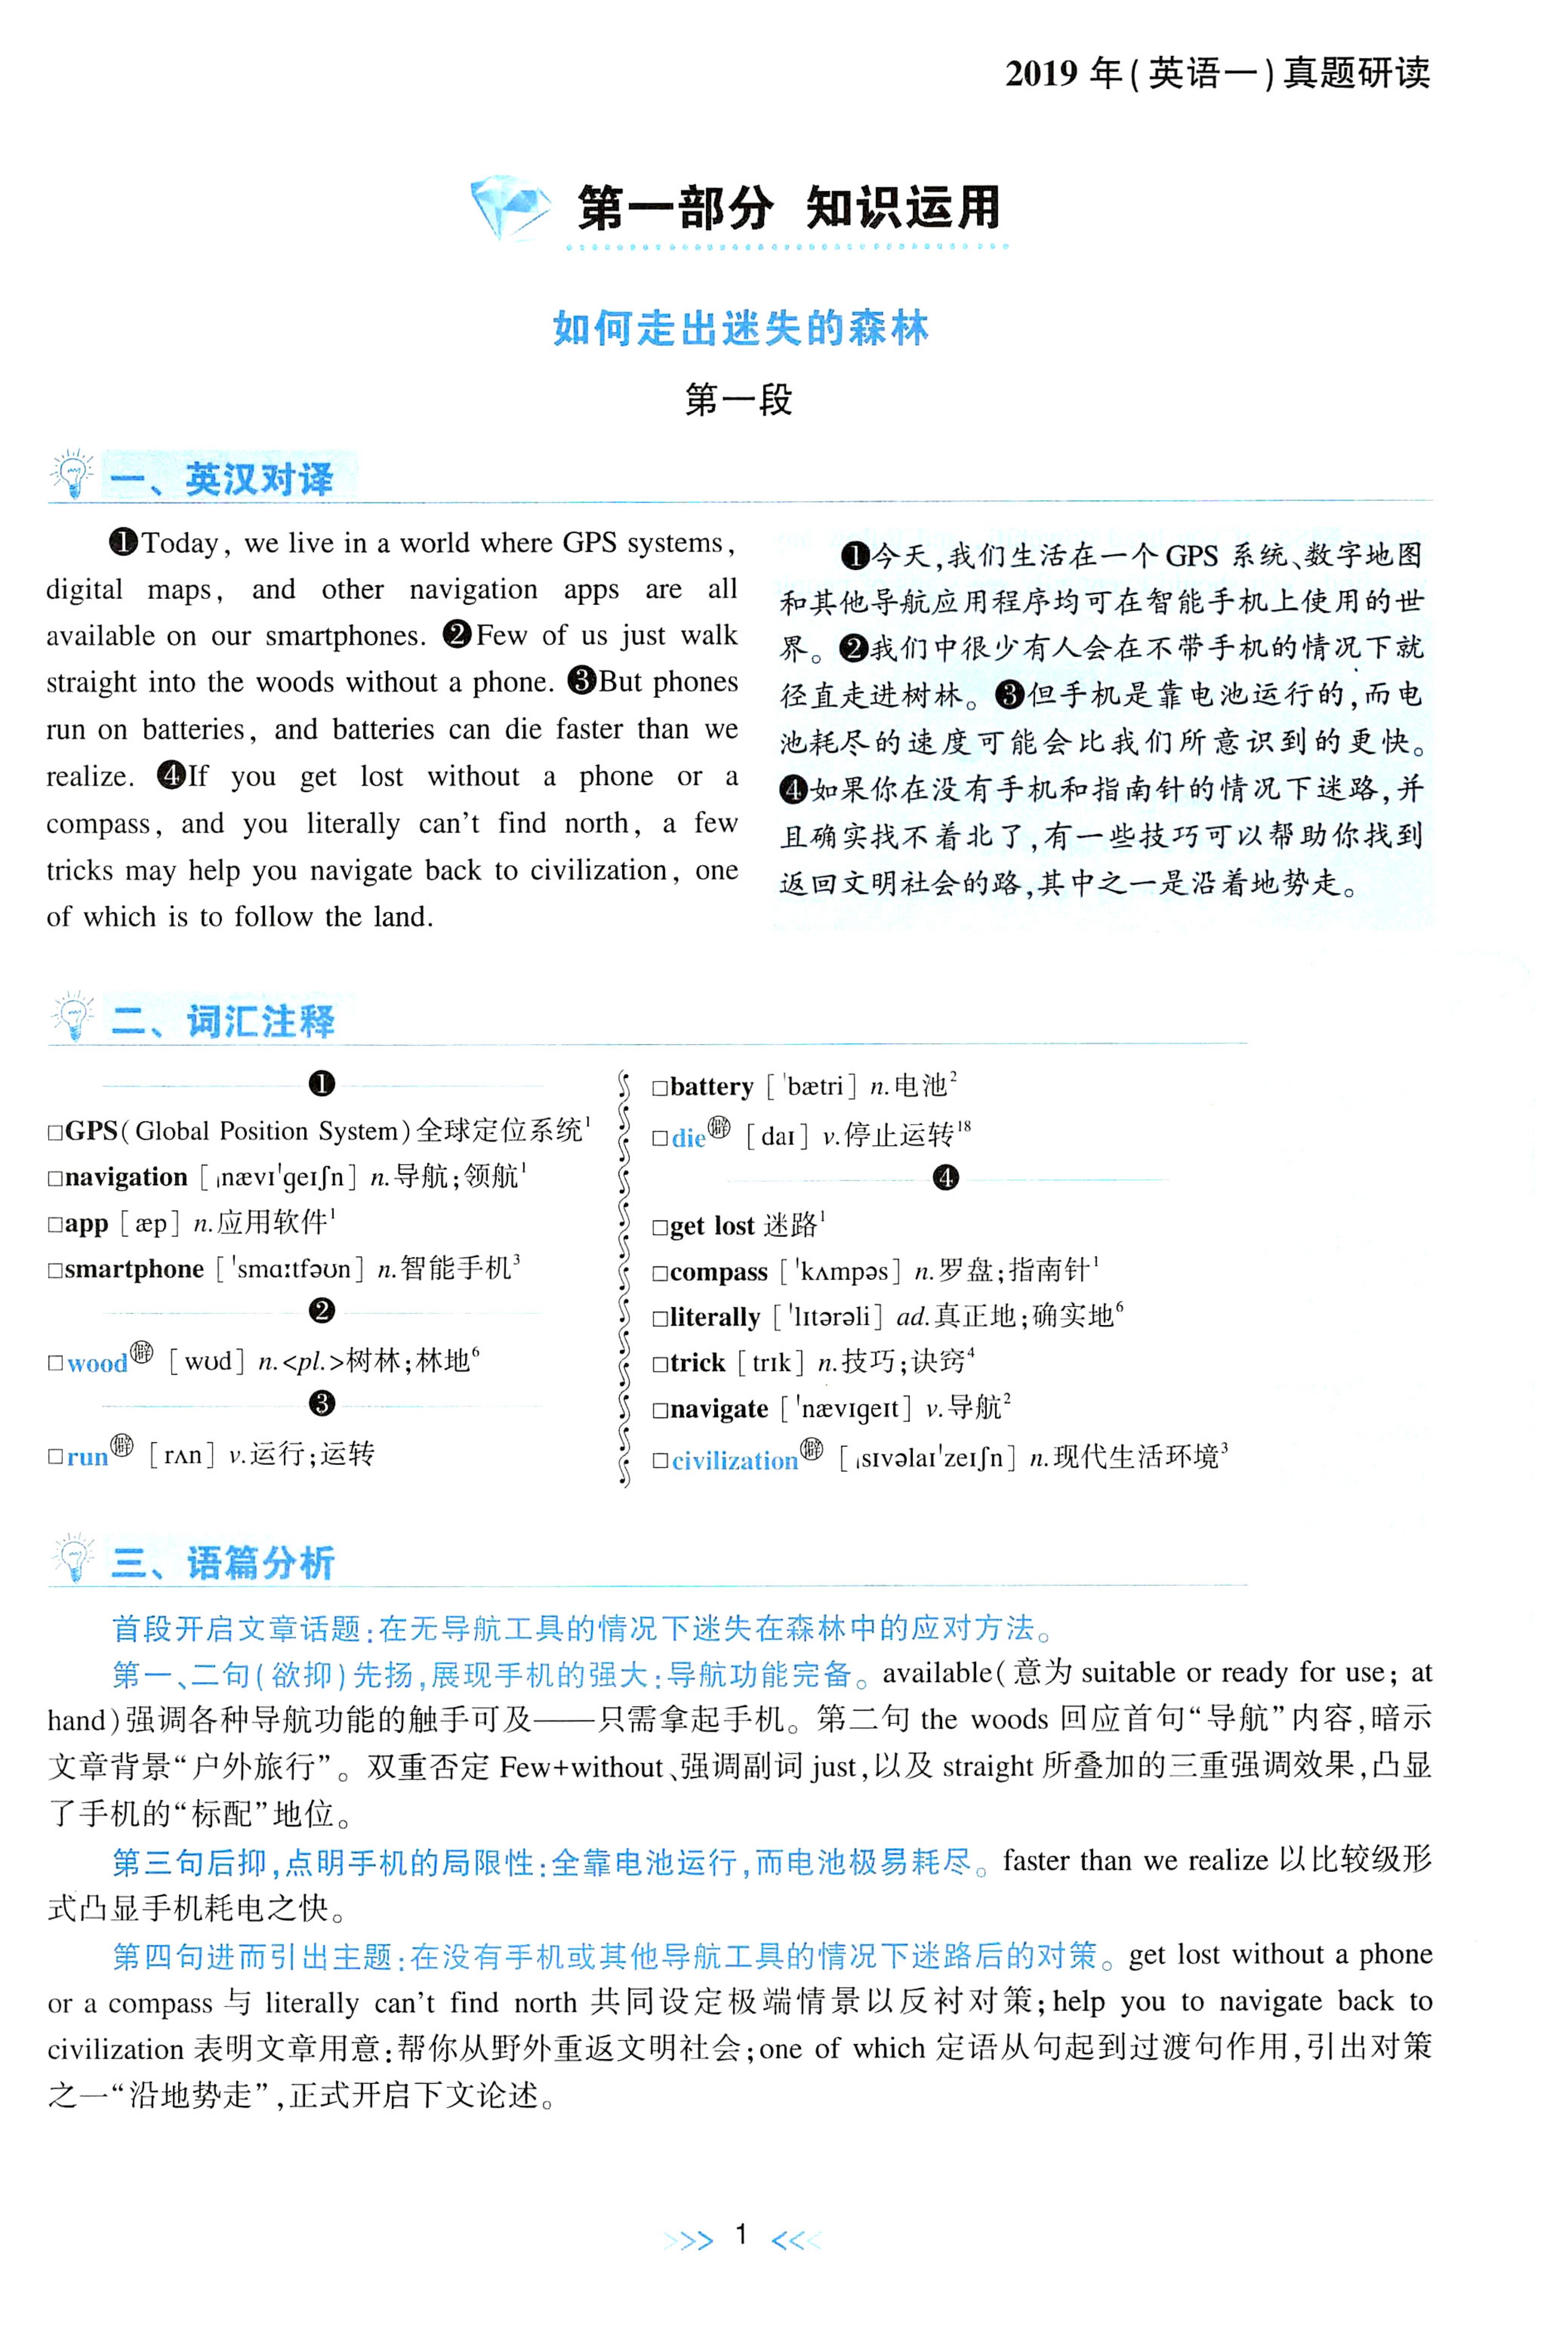 2019 年(英语一)真题研读
第一部分 知识运用
如何走出迷失的森林
第一段
一、英汉对译
❶Today, we live in a world where GPS systems,
digital maps, and other navigation apps are all
available on our smartphones. ❷Few of us just walk
straight into the woods without a phone. ❸But phones
run on batteries, and batteries can die faster than we
realize. ❹If you get lost without a phone or a
compass, and you literally can't find north, a few
tricks may help you navigate back to civilization, one
of which is to follow the land.
❶今天,我们生活在一个 GPS 系统、数字地图
和其他导航应用程序均可在智能手机上使用的世
界。❷我们中很少有人会在不带手机的情况下就
径直走进树林。❸但手机是靠电池运行的,而电
池耗尽的速度可能会比我们所意识到的更快。
❹如果你在没有手机和指南针的情况下迷路,并
且确实找不着北了,有一些技巧可以帮助你找到
返回文明社会的路,其中之一是沿着地势走。
二、词汇注释
❶
□GPS(Global Position System)全球定位系统¹
□navigation [ˌnævɪˈɡeɪʃn] n.导航;领航¹
□app [æp] n.应用软件¹
□smartphone [ˈsmɑːtfəʊn] n.智能手机³
❷
□wood僻 [wʊd] n.<pl.>树林;林地⁶
❸
□run僻 [rʌn] v.运行;运转
□battery [ˈbætri] n.电池²
□die僻 [daɪ] v.停止运转¹⁸
❹
□get lost 迷路¹
□compass [ˈkʌmpəs] n.罗盘;指南针¹
□literally [ˈlɪtərəli] ad.真正地;确实地⁶
□trick [trɪk] n.技巧;诀窍⁴
□navigate [ˈnævɪɡeɪt] v.导航²
□civilization僻 [ˌsɪvəlaɪˈzeɪʃn] n.现代生活环境³
三、语篇分析
首段开启文章话题:在无导航工具的情况下迷失在森林中的应对方法。
第一、二句(欲抑)先扬,展现手机的强大:导航功能完备。available(意为 suitable or ready for use; at
hand)强调各种导航功能的触手可及——只需拿起手机。第二句 the woods 回应首句“导航”内容,暗示
文章背景“户外旅行”。双重否定 Few+without、强调副词 just,以及 straight 所叠加的三重强调效果,凸显
了手机的“标配”地位。
第三句后抑,点明手机的局限性:全靠电池运行,而电池极易耗尽。faster than we realize 以比较级形
式凸显手机耗电之快。
第四句进而引出主题:在没有手机或其他导航工具的情况下迷路后的对策。get lost without a phone
or a compass 与 literally can't find north 共同设定极端情景以反衬对策;help you to navigate back to
civilization 表明文章用意:帮你从野外重返文明社会;one of which 定语从句起到过渡句作用,引出对策
之一“沿地势走”,正式开启下文论述。
>>> 1 <<<